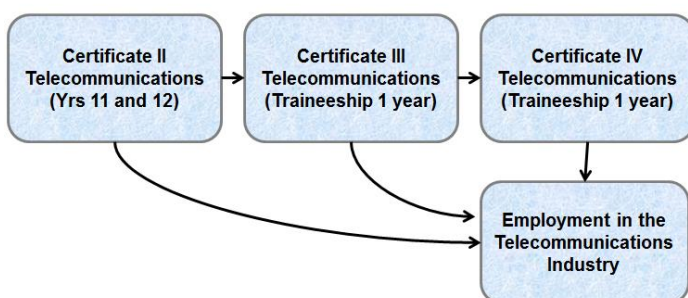 Certificate II
Telecommunications
(Yrs 11 and 12)
Certificate III
Telecommunications
(Traineeship 1 year)
Certificate IV
Telecommunications
(Traineeship 1 year)
Employment in the
Telecommunications
Industry